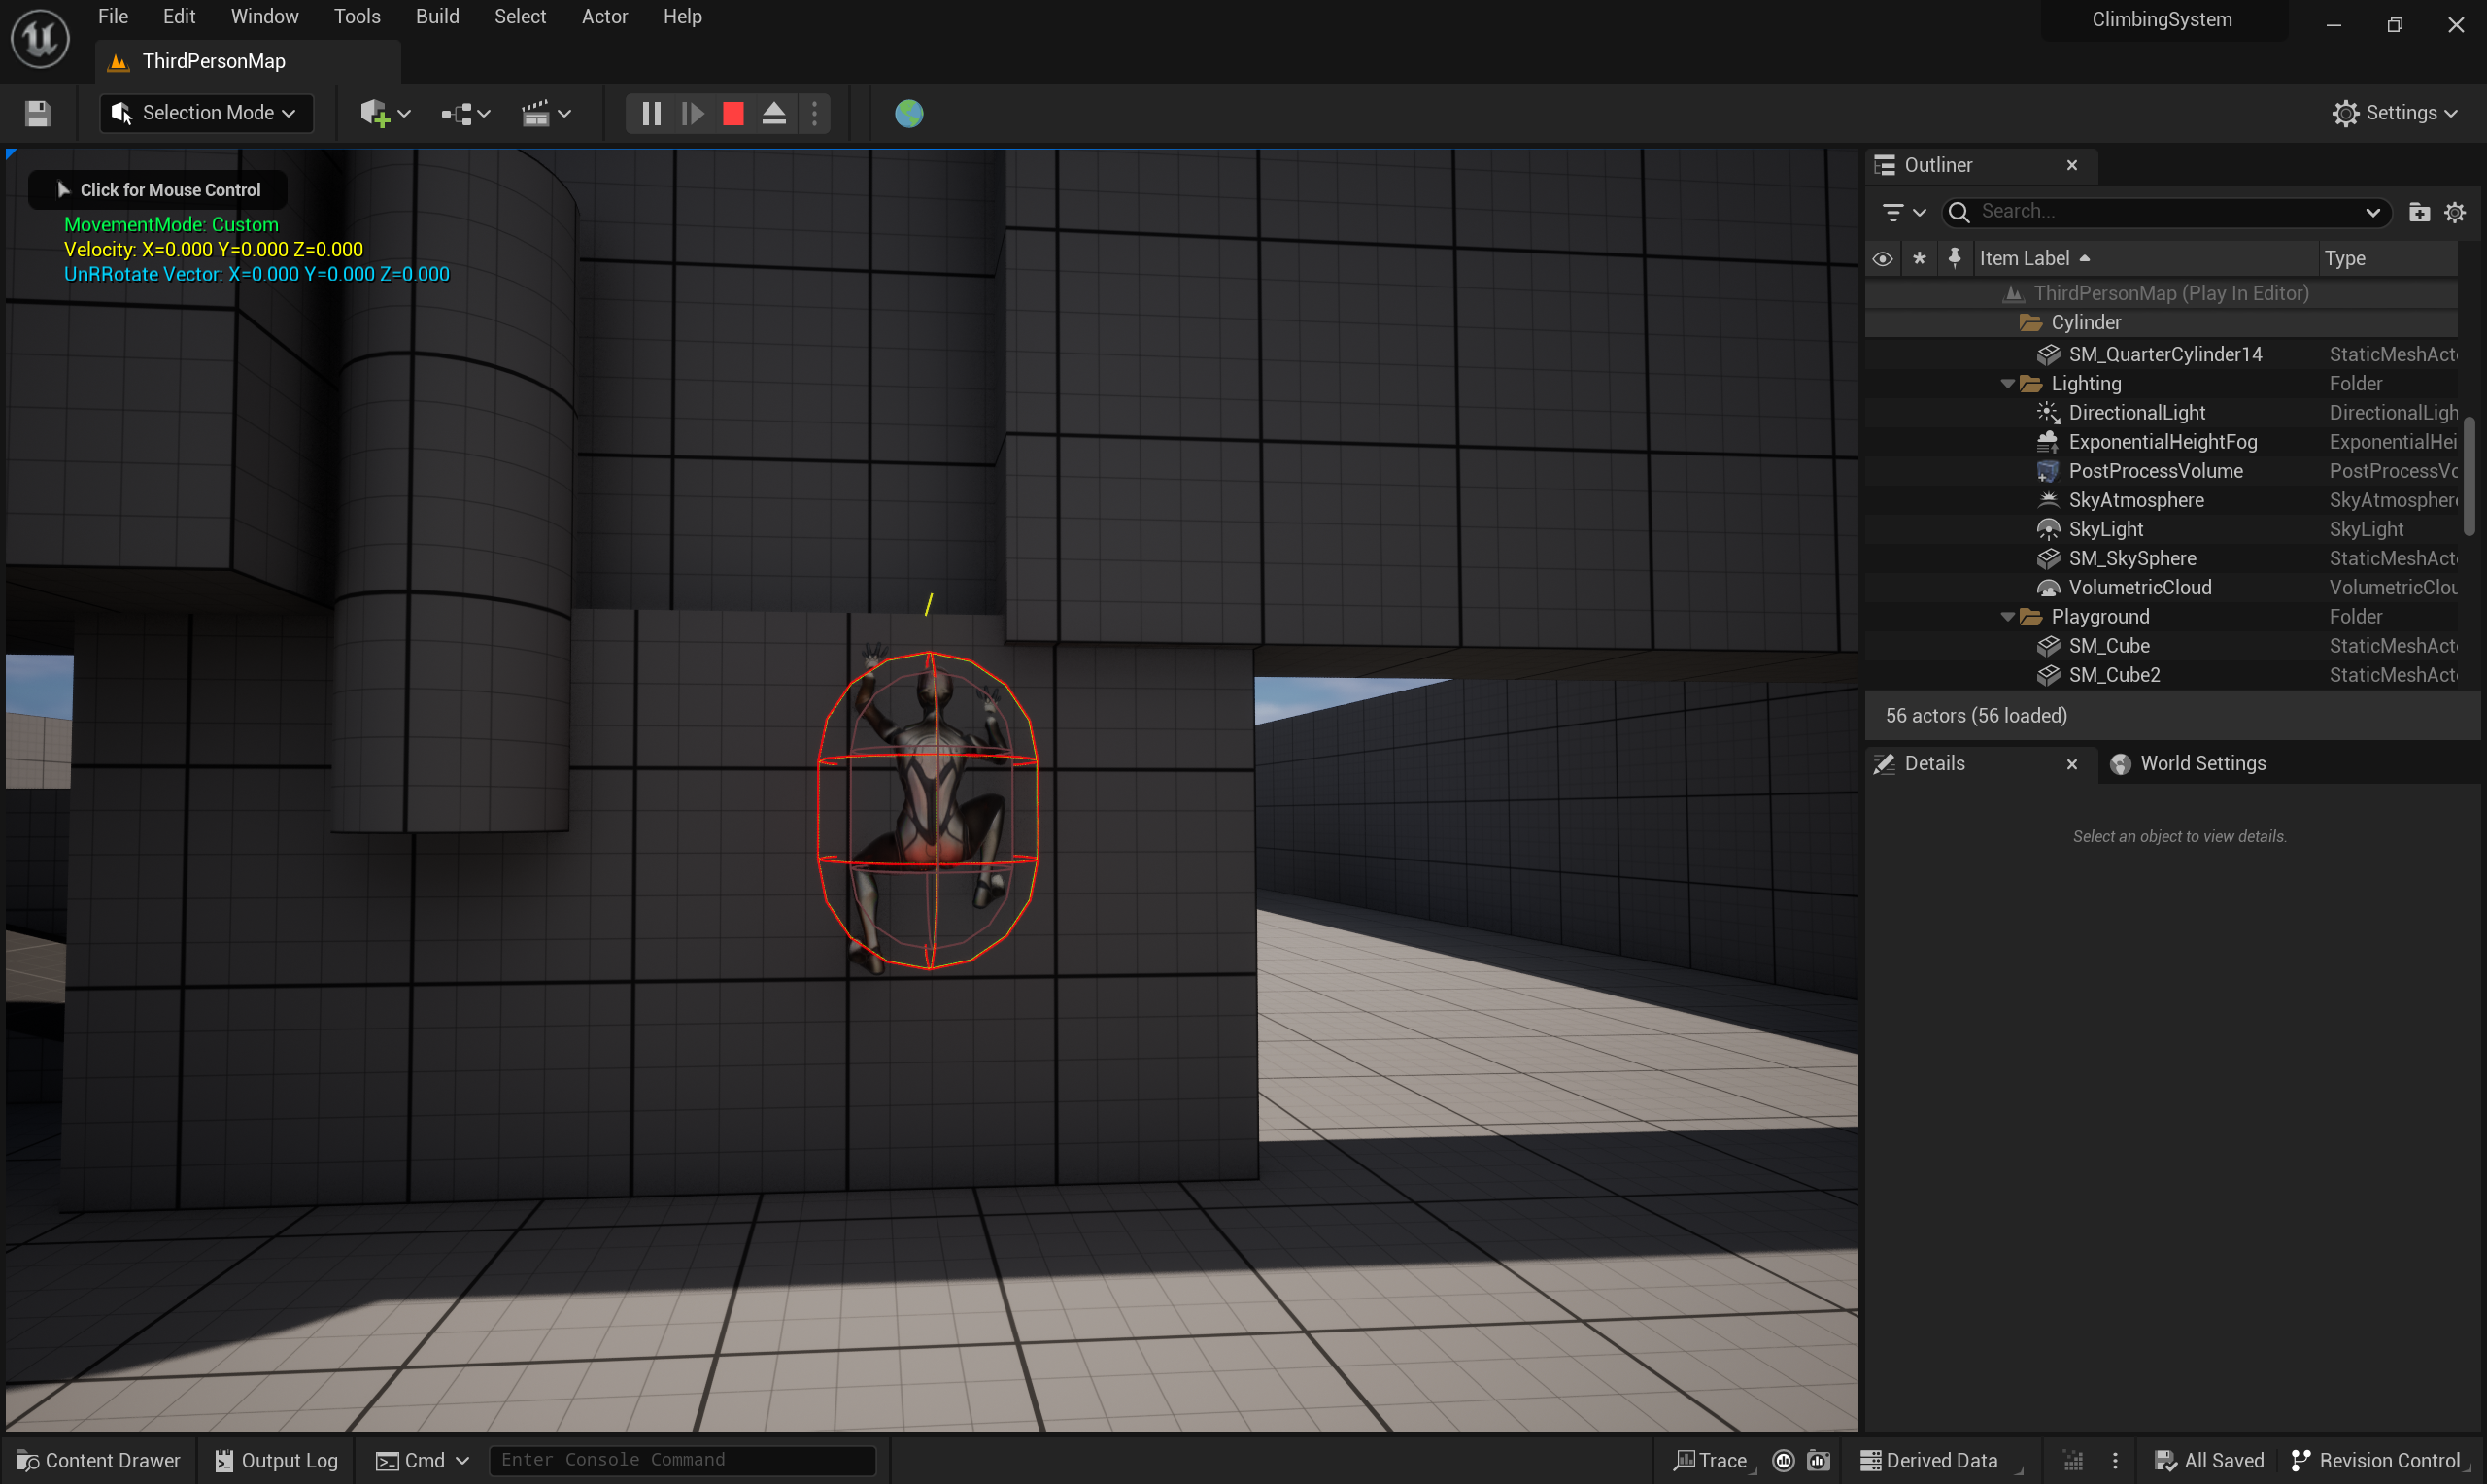 File Edit Window Tools Build Select Actor Help
ClimbingSystem
ThirdPersonMap
Selection Mode
Settings
Click for Mouse Control
MovementMode: Custom
Velocity: X=0.000 Y=0.000 Z=0.000
UnRRotate Vector: X=0.000 Y=0.000 Z=0.000
Outliner
Search...
Item Label Type
ThirdPersonMap (Play In Editor)
Cylinder
SM_QuarterCylinder14 StaticMeshAct
Lighting Folder
DirectionalLight DirectionalLigh
ExponentialHeightFog ExponentialHei
PostProcessVolume PostProcessVo
SkyAtmosphere SkyAtmosphere
SkyLight SkyLight
SM_SkySphere StaticMeshAct
VolumetricCloud VolumetricClou
Playground Folder
SM_Cube StaticMeshAct
SM_Cube2 StaticMeshAct
56 actors (56 loaded)
Details World Settings
Select an object to view details.
Content Drawer Output Log Cmd Enter Console Command Trace Derived Data All Saved Revision Control